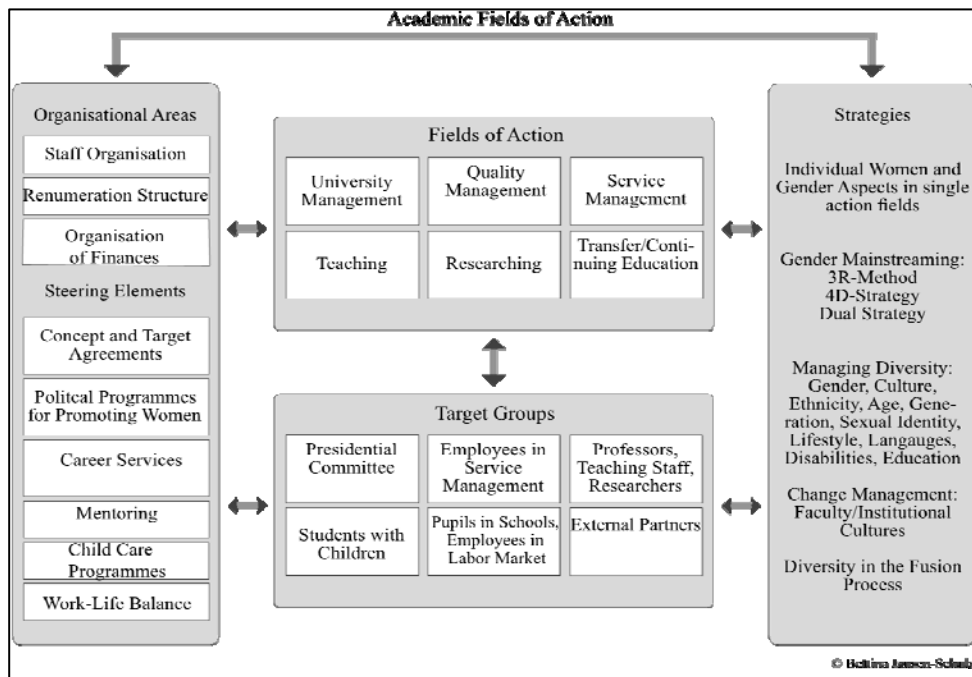 Academic Fields of Action
Organisational Areas
Staff Organisation
Renumeration Structure
Organisation
of Finances
Steering Elements
Concept and Target
Agreements
Politcal Programmes
for Promoting Women
Career Services
Mentoring
Child Care
Programmes
Work-Life Balance
Fields of Action
University
Management
Quality
Management
Service
Management
Teaching
Researching
Transfer/Conti-
nuing Education
Target Groups
Presidential
Committee
Employees in
Service
Management
Professors,
Teaching Staff,
Researchers
Students with
Children
Pupils in Schools,
Employees in
Labor Market
External Partners
Strategies
Individual Women and
Gender Aspects in single
action fields
Gender Mainstreaming:
3R-Method
4D-Strategy
Dual Strategy
Managing Diversity:
Gender, Culture,
Ethnicity, Age, Gene-
ration, Sexual Identity,
Lifestyle, Langauges,
Disabilities, Education
Change Management:
Faculty/Institutional
Cultures
Diversity in the Fusion
Process
© Bettina Jansen-Schulz